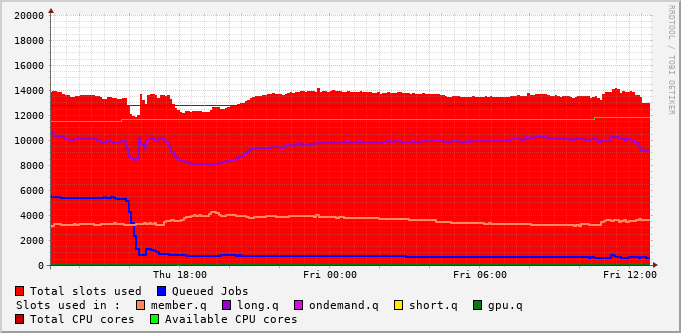 RRDTOOL / TOBI OETIKER
20000
18000
16000
14000
12000
10000
8000
6000
4000
2000
0
Thu 18:00 Fri 00:00 Fri 06:00 Fri 12:00
Total slots used Queued Jobs
Slots used in : member.q long.q ondemand.q short.q gpu.q
Total CPU cores Available CPU cores